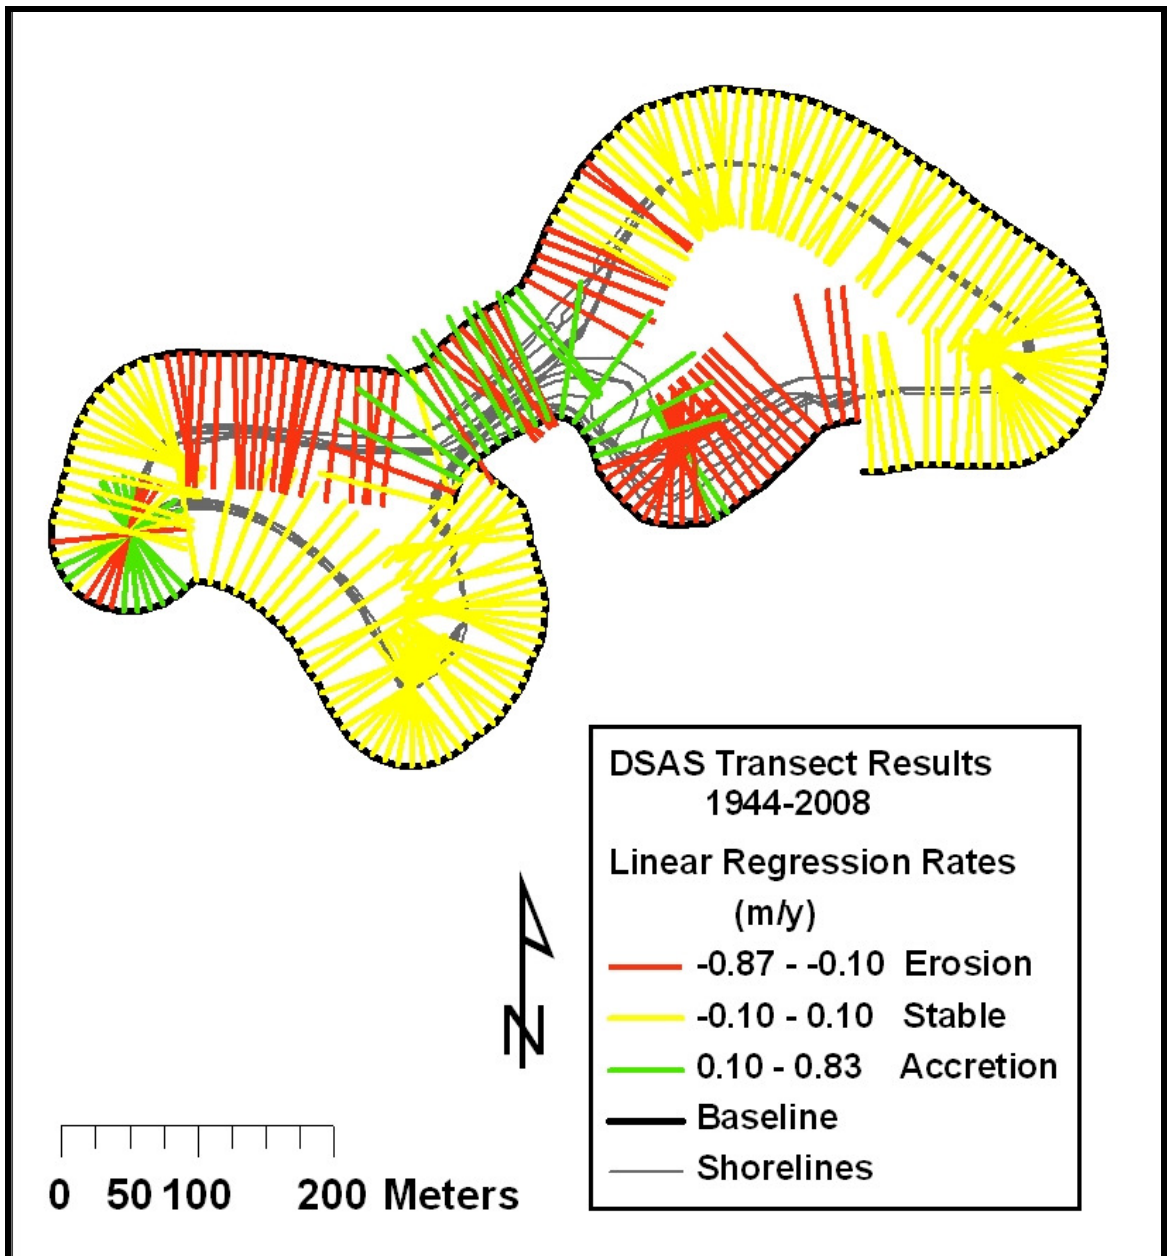 DSAS Transect Results
1944-2008
Linear Regression Rates
(m/y)
-0.87 - -0.10 Erosion
-0.10 - 0.10 Stable
0.10 - 0.83 Accretion
Baseline
Shorelines
N
0 50 100 200 Meters